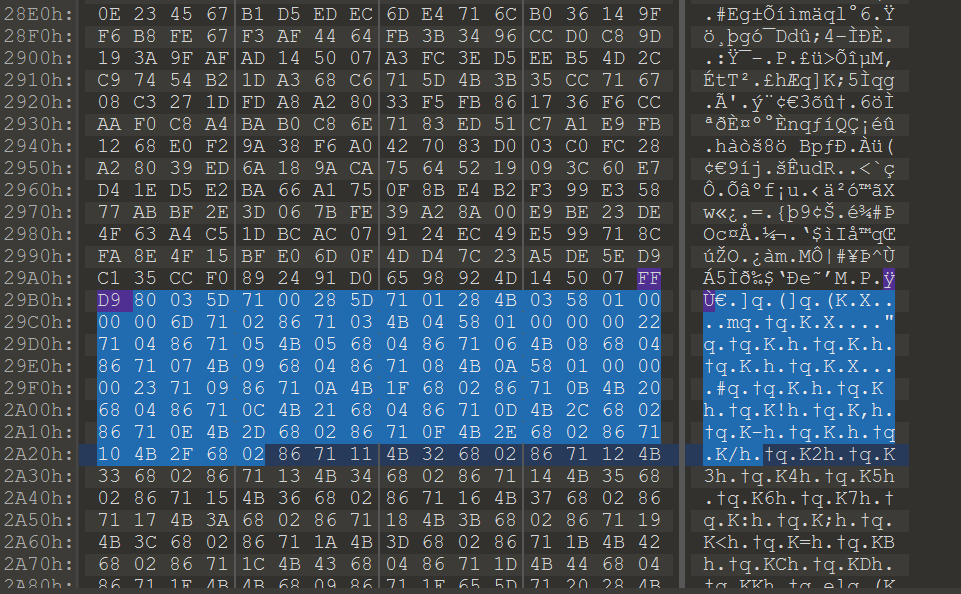 28E0h: 0E 23 45 67 B1 D5 ED EC 6D E4 71 6C B0 36 14 9F .#Eg±Õíìmäql°6.Ÿ
28F0h: F6 B8 FE 67 F3 AF 44 64 FB 3B 34 96 CC D0 C8 9D ö¸þgó¯Ddû;4–ÌÐÈ.
2900h: 19 3A 9F AF AD 14 50 07 A3 FC 3E D5 EE B5 4D 2C .:Ÿ¯-.P.£ü>ÕîµM,
2910h: C9 74 54 B2 1D A3 68 C6 71 5D 4B 3B 35 CC 71 67 ÉtT².£hÆq]K;5Ìqg
2920h: 08 C3 27 1D FD A8 A2 80 33 F5 FB 86 17 36 F6 CC .Ã'.ý¨¢€3õû†.6öÌ
2930h: AA F0 C8 A4 BA B0 C8 6E 71 83 ED 51 C7 A1 E9 FB ªðÈ¤º°ÈnqƒíQÇ¡éû
2940h: 12 68 E0 F2 9A 38 F6 A0 42 70 83 D0 03 C0 FC 28 .hàòš8ö BpƒÐ.Àü(
2950h: A2 80 39 ED 6A 18 9A CA 75 64 52 19 09 3C 60 E7 ¢€9íj.šÊudR..<`ç
2960h: D4 1E D5 E2 BA 66 A1 75 0F 8B E4 B2 F3 99 E3 58 Ô.Õâºf¡u.‹ä²ó™ãX
2970h: 77 AB BF 2E 3D 06 7B FE 39 A2 8A 00 E9 BE 23 DE w«¿.=.{þ9¢Š.é¾#Þ
2980h: 4F 63 A4 C5 1D BC AC 07 91 24 EC 49 E5 99 71 8C Oc¤Å.¼¬.‘$ìIå™qŒ
2990h: FA 8E 4F 15 BF E0 6D 0F 4D D4 7C 23 A5 DE 5E D9 úŽO.¿àm.MÔ|#¥Þ^Ù
29A0h: C1 35 CC F0 89 24 91 D0 65 98 92 4D 14 50 07 FF Á5Ìð‰$‘Ðe˜’M.P.ÿ
29B0h: D9 80 03 5D 71 00 28 5D 71 01 28 4B 03 58 01 00 Ù€.]q.(]q.(K.X..
29C0h: 00 00 6D 71 02 86 71 03 4B 04 58 01 00 00 00 22 ..mq.†q.K.X...."
29D0h: 71 04 86 71 05 4B 05 68 04 86 71 06 4B 08 68 04 q.†q.K.h.†q.K.h.
29E0h: 86 71 07 4B 09 68 04 86 71 08 4B 0A 58 01 00 00 †q.K.h.†q.K.X...
29F0h: 00 23 71 09 86 71 0A 4B 1F 68 02 86 71 0B 4B 20 .#q.†q.K.h.†q.K
2A00h: 68 04 86 71 0C 4B 21 68 04 86 71 0D 4B 2C 68 02 h.†q.K!h.†q.K,h.
2A10h: 86 71 0E 4B 2D 68 02 86 71 0F 4B 2E 68 02 86 71 †q.K-h.†q.K.h.†q
2A20h: 10 4B 2F 68 02 86 71 11 4B 32 68 02 86 71 12 4B .K/h.†q.K2h.†q.K
2A30h: 33 68 02 86 71 13 4B 34 68 02 86 71 14 4B 35 68 3h.†q.K4h.†q.K5h
2A40h: 02 86 71 15 4B 36 68 02 86 71 16 4B 37 68 02 86 .†q.K6h.†q.K7h.†
2A50h: 71 17 4B 3A 68 02 86 71 18 4B 3B 68 02 86 71 19 q.K:h.†q.K;h.†q.
2A60h: 4B 3C 68 02 86 71 1A 4B 3D 68 02 86 71 1B 4B 42 K<h.†q.K=h.†q.KB
2A70h: 68 02 86 71 1C 4B 43 68 04 86 71 1D 4B 44 68 04 h.†q.KCh.†q.KDh.
2A80h: 86 71 1E 4B 4B 68 09 86 71 1F 65 5D 71 20 28 4B †q.KKh.†q.e]q (K